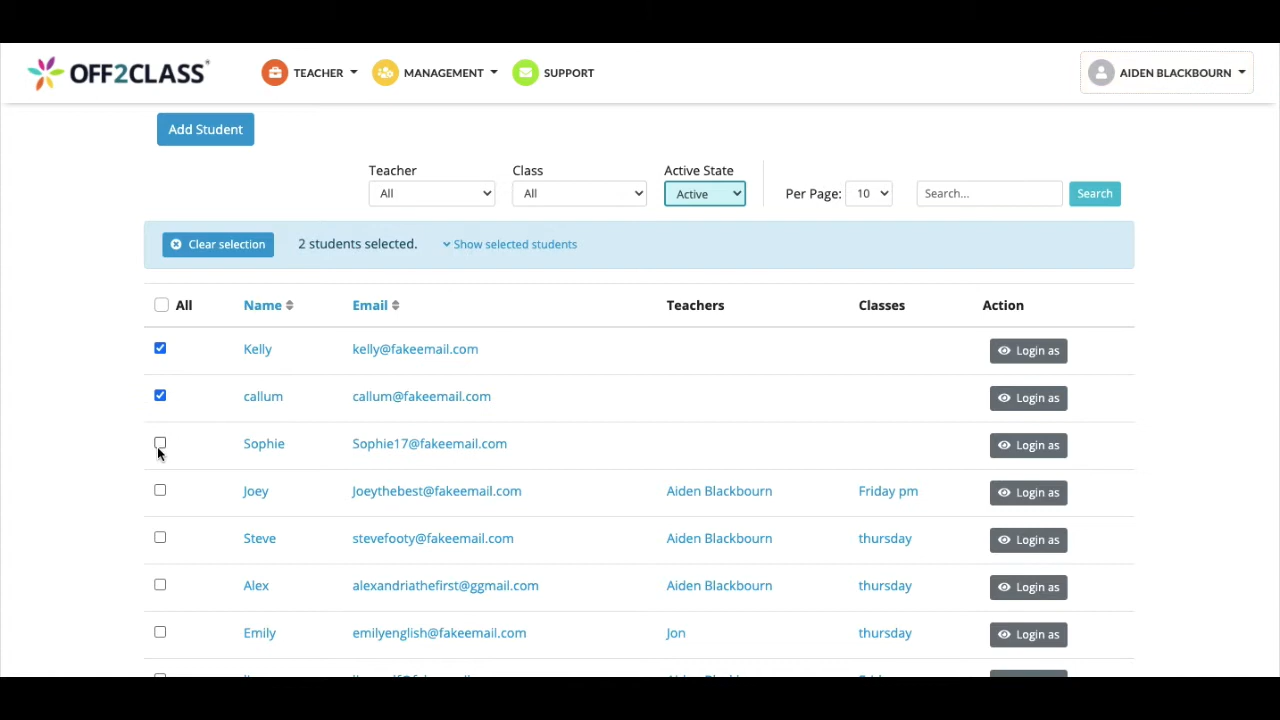 OFF2CLASS
TEACHER MANAGEMENT SUPPORT AIDEN BLACKBOURN
Add Student
Teacher Class Active State
All All Active Per Page: 10 Search... Search
Clear selection 2 students selected. Show selected students
All Name Email Teachers Classes Action
Kelly kelly@fakeemail.com Login as
callum callum@fakeemail.com Login as
Sophie Sophie17@fakeemail.com Login as
Joey Joeythebest@fakeemail.com Aiden Blackbourn Friday pm Login as
Steve stevefooty@fakeemail.com Aiden Blackbourn thursday Login as
Alex alexandriathefirst@ggmail.com Aiden Blackbourn thursday Login as
Emily emilyenglish@fakeemail.com Jon thursday Login as